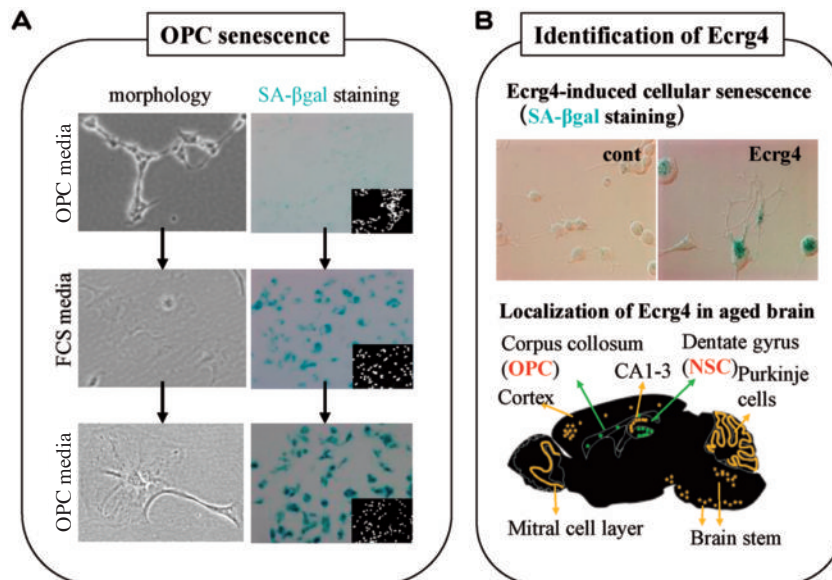 A
OPC senescence
morphology
SA-βgal staining
OPC media
FCS media
OPC media
B
Identification of Ecrg4
Ecrg4-induced cellular senescence
(SA-βgal staining)
cont
Ecrg4
Localization of Ecrg4 in aged brain
Corpus collosum
(OPC)
Cortex
CA1-3
Dentate gyrus
(NSC)
Purkinje
cells
Mitral cell layer
Brain stem